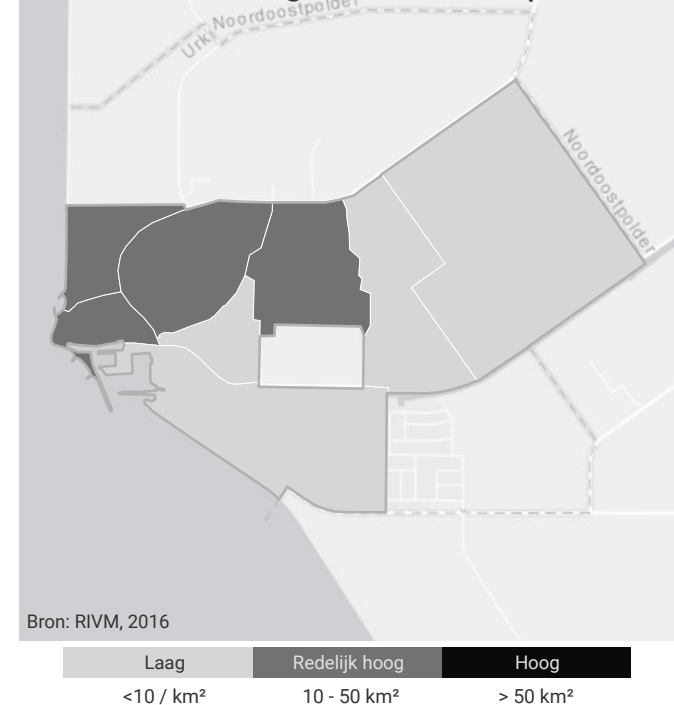 Noordoostpolder
Urk
Noordoostpolder
Bron: RIVM, 2016
Laag
Redelijk hoog
Hoog
<10 / km²
10 - 50 km²
> 50 km²